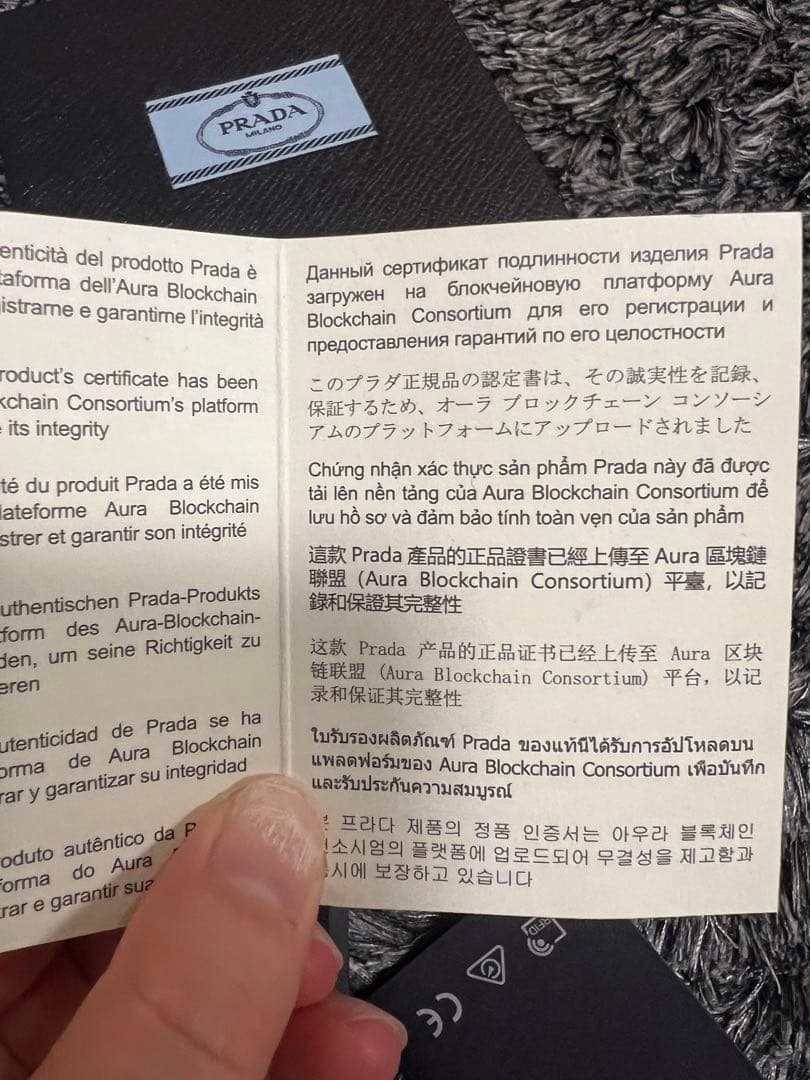 PRADA
MILANO
enticità del prodotto Prada è
taforma dell'Aura Blockchain
istrarne e garantirne l'integrità
roduct's certificate has been
kchain Consortium's platform
its integrity
té du produit Prada a été mis
lateforme Aura Blockchain
strer et garantir son intégrité
uthentischen Prada-Produkts
tform des Aura-Blockchain-
den, um seine Richtigkeit zu
eren
utenticidad de Prada se ha
orma de Aura Blockchain
rar y garantizar su integridad
roduto autêntico da P
forma do Aura
trar e garantir sua
Данный сертификат подлинности изделия Prada
загружен на блокчейновую платформу Aura
Blockchain Consortium для его регистрации и
предоставления гарантий по его целостности
このプラダ正規品の認定書は、その誠実性を記録、
保証するため、オーラ ブロックチェーン コンソーシ
アムのプラットフォームにアップロードされました
Chứng nhận xác thực sản phẩm Prada này đã được
tải lên nền tảng của Aura Blockchain Consortium để
lưu hồ sơ và đảm bảo tính toàn vẹn của sản phẩm
這款 Prada 產品的正品證書已經上傳至 Aura 區塊鏈
聯盟（Aura Blockchain Consortium）平臺，以記
錄和保證其完整性
这款 Prada 产品的正品证书已经上传至 Aura 区块
链联盟 (Aura Blockchain Consortium) 平台，以记
录和保证其完整性
ใบรับรองผลิตภัณฑ์ Prada ของแท้นี้ได้รับการอัปโหลดบน
แพลตฟอร์มของ Aura Blockchain Consortium เพื่อบันทึก
และรับประกันความสมบูรณ์
본 프라다 제품의 정품 인증서는 아우라 블록체인
컨소시엄의 플랫폼에 업로드되어 무결성을 제고함과
동시에 보장하고 있습니다
RFID
CE